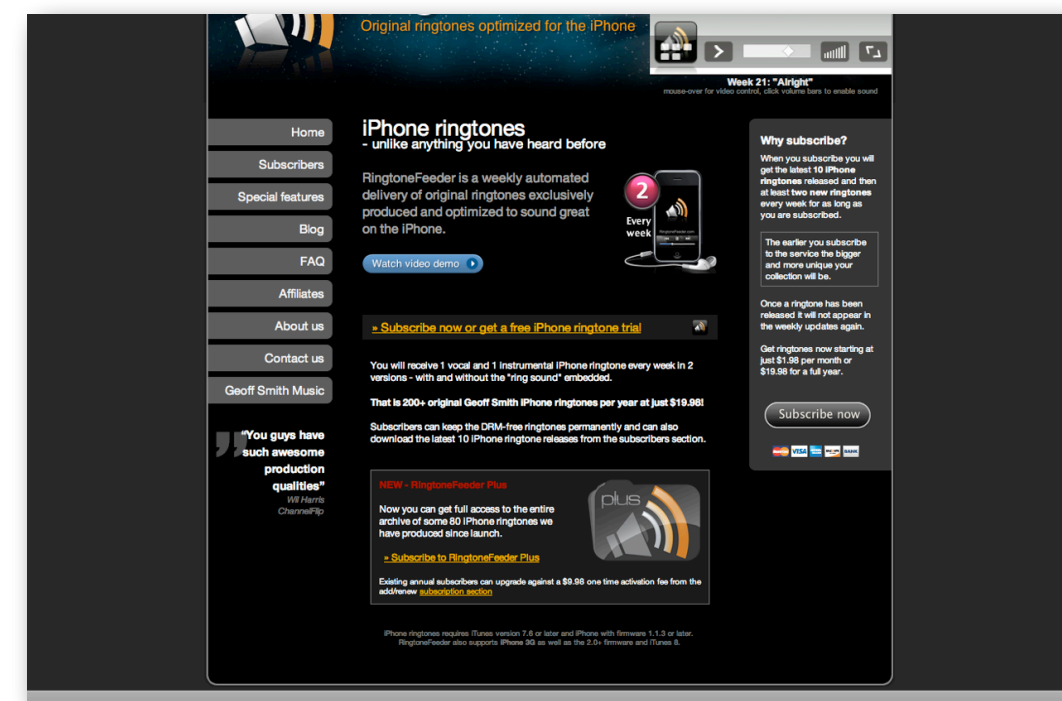 Original ringtones optimized for the iPhone
Week 21: "Alright"
mouse-over for video control, click volume bars to enable sound
Home
Subscribers
Special features
Blog
FAQ
Affiliates
About us
Contact us
Geoff Smith Music
"You guys have
such awesome
production
qualities"
Wil Harris
ChannelFlip
iPhone ringtones
- unlike anything you have heard before
RingtoneFeeder is a weekly automated
delivery of original ringtones exclusively
produced and optimized to sound great
on the iPhone.
Watch video demo
2
Every
week
RingtoneFeeder.com
» Subscribe now or get a free iPhone ringtone trial
You will receive 1 vocal and 1 instrumental iPhone ringtone every week in 2
versions - with and without the "ring sound" embedded.
That is 200+ original Geoff Smith iPhone ringtones per year at just $19.98!
Subscribers can keep the DRM-free ringtones permanently and can also
download the latest 10 iPhone ringtone releases from the subscribers section.
NEW - RingtoneFeeder Plus
Now you can get full access to the entire
archive of some 80 iPhone ringtones we
have produced since launch.
» Subscribe to RingtoneFeeder Plus
plus
Existing annual subscribers can upgrade against a $9.98 one time activation fee from the
add/renew subscription section
iPhone ringtones requires iTunes version 7.6 or later and iPhone with firmware 1.1.3 or later.
RingtoneFeeder also supports iPhone 3G as well as the 2.0+ firmware and iTunes 8.
Why subscribe?
When you subscribe you will
get the latest 10 iPhone
ringtones released and then
at least two new ringtones
every week for as long as
you are subscribed.
The earlier you subscribe
to the service the bigger
and more unique your
collection will be.
Once a ringtone has been
released it will not appear in
the weekly updates again.
Get ringtones now starting at
just $1.98 per month or
$19.98 for a full year.
Subscribe now
VISA
BANK